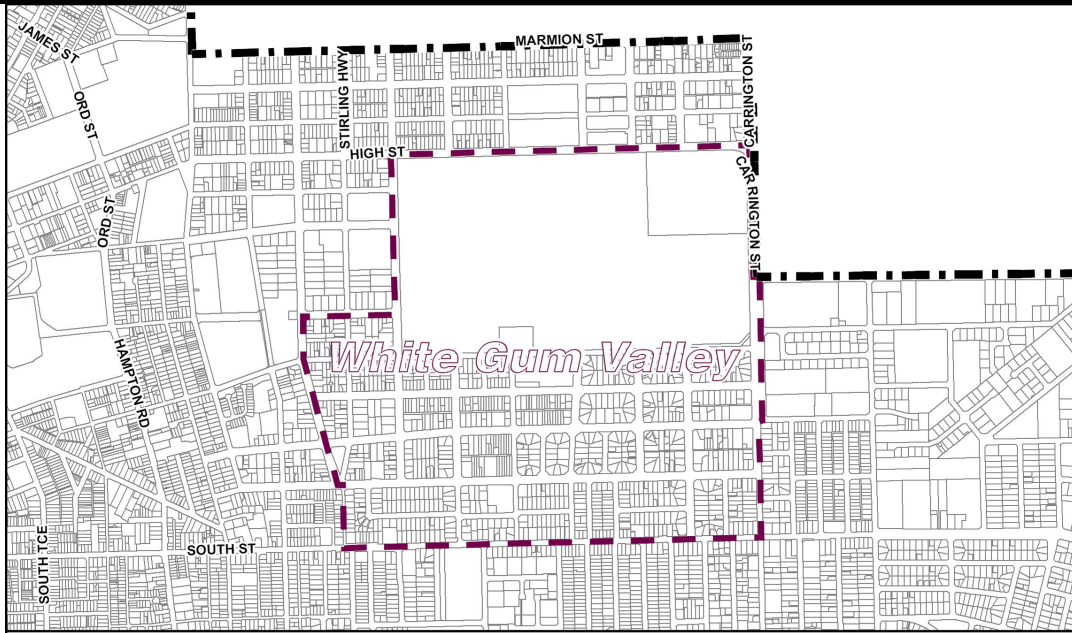 JAMES ST
MARMION ST
STIRLING HWY
CARRINGTON ST
ORD ST
HIGH ST
CARRINGTON ST
ORD ST
White Gum Valley
HAMPTON RD
SOUTH TCE
SOUTH ST